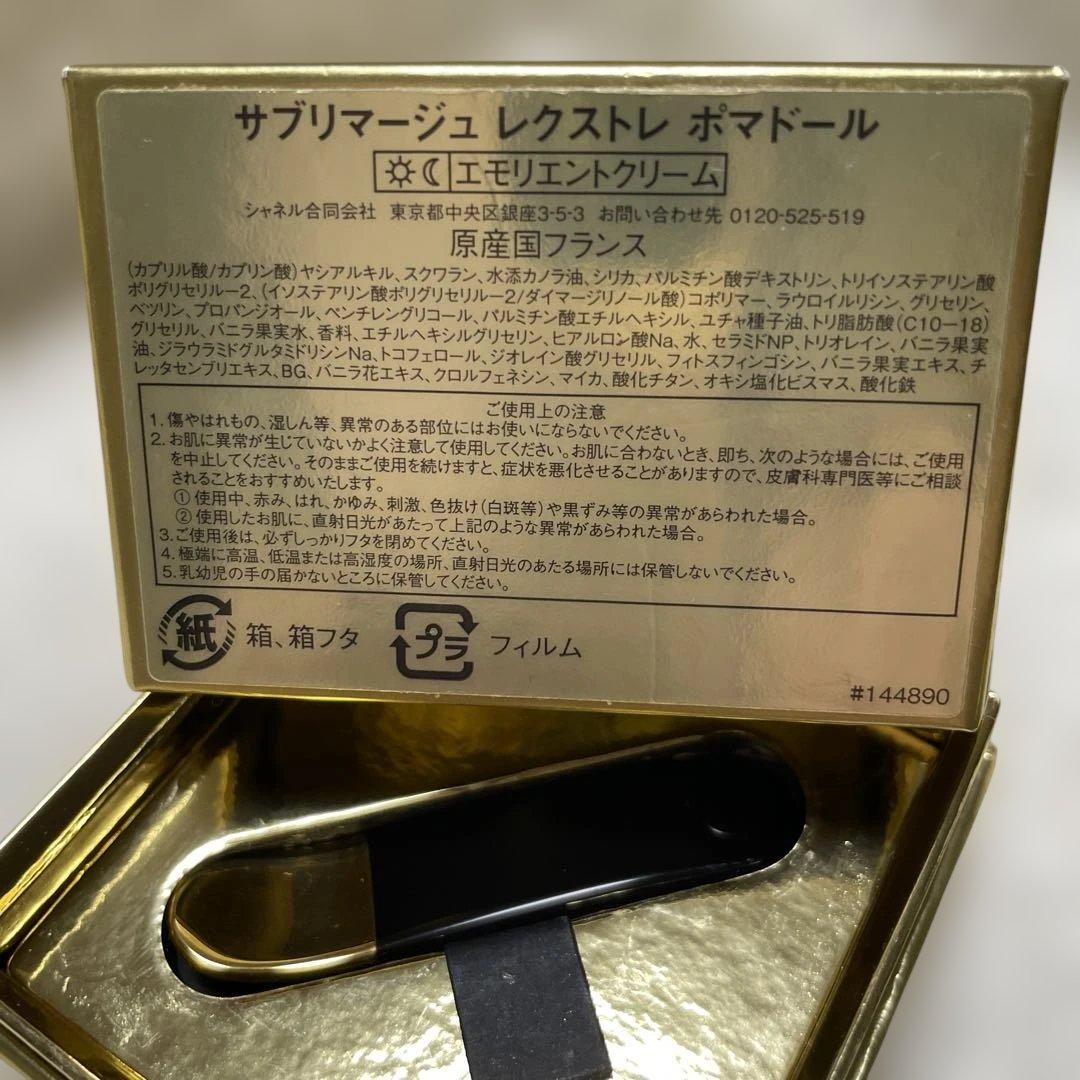 サブリマージュ レクストレ ポマドール
エモリエントクリーム
シャネル合同会社 東京都中央区銀座3-5-3 お問い合わせ先 0120-525-519
原産国フランス
(カプリル酸/カプリン酸)ヤシアルキル、スクワラン、水添カノラ油、シリカ、パルミチン酸デキストリン、トリイソステアリン酸
ポリグリセリル－2、(イソステアリン酸ポリグリセリル－2/ダイマージリノール酸)コポリマー、ラウロイルリシン、グリセリン、
ベツリン、プロパンジオール、ペンチレングリコール、パルミチン酸エチルヘキシル、ユチャ種子油、トリ脂肪酸(C10－18)
グリセリル、バニラ果実水、香料、エチルヘキシルグリセリン、ヒアルロン酸Na、水、セラミドNP、トリオレイン、バニラ果実
油、ジラウラミドグルタミドリシンNa、トコフェロール、ジオレイン酸グリセリル、フィトスフィンゴシン、バニラ果実エキス、チ
レッタセンブリエキス、BG、バニラ花エキス、クロルフェネシン、マイカ、酸化チタン、オキシ塩化ビスマス、酸化鉄
ご使用上の注意
1. 傷やはれもの、湿しん等、異常のある部位にはお使いにならないでください。
2. お肌に異常が生じていないかよく注意して使用してください。お肌に合わないとき、即ち、次のような場合には、ご使用
を中止してください。そのままご使用を続けますと、症状を悪化させることがありますので、皮膚科専門医等にご相談
されることをおすすめいたします。
① 使用中、赤み、はれ、かゆみ、刺激、色抜け(白斑等)や黒ずみ等の異常があらわれた場合。
② 使用したお肌に、直射日光があたって上記のような異常があらわれた場合。
3. ご使用後は、必ずしっかりフタを閉めてください。
4. 極端に高温、低温または高湿度の場所、直射日光のあたる場所には保管しないでください。
5. 乳幼児の手の届かないところに保管してください。
紙 箱、箱フタ プラ フィルム
#144890